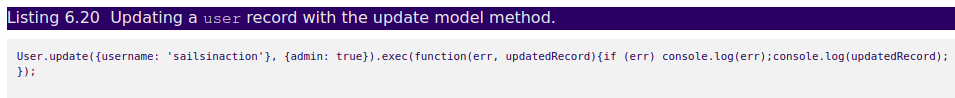 Listing 6.20 Updating a user record with the update model method.
User.update({username: 'sailsinaction'}, {admin: true}).exec(function(err, updatedRecord){if (err) console.log(err);console.log(updatedRecord);
});